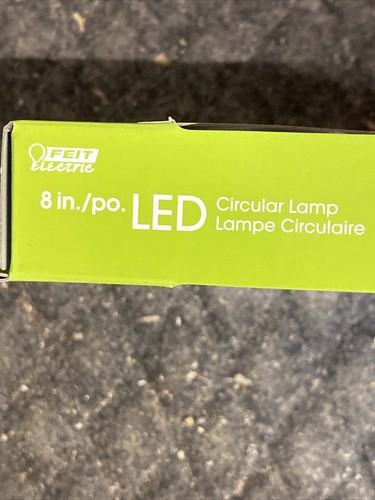 FEIT
Electric
8 in./po. LED Circular Lamp
Lampe Circulaire